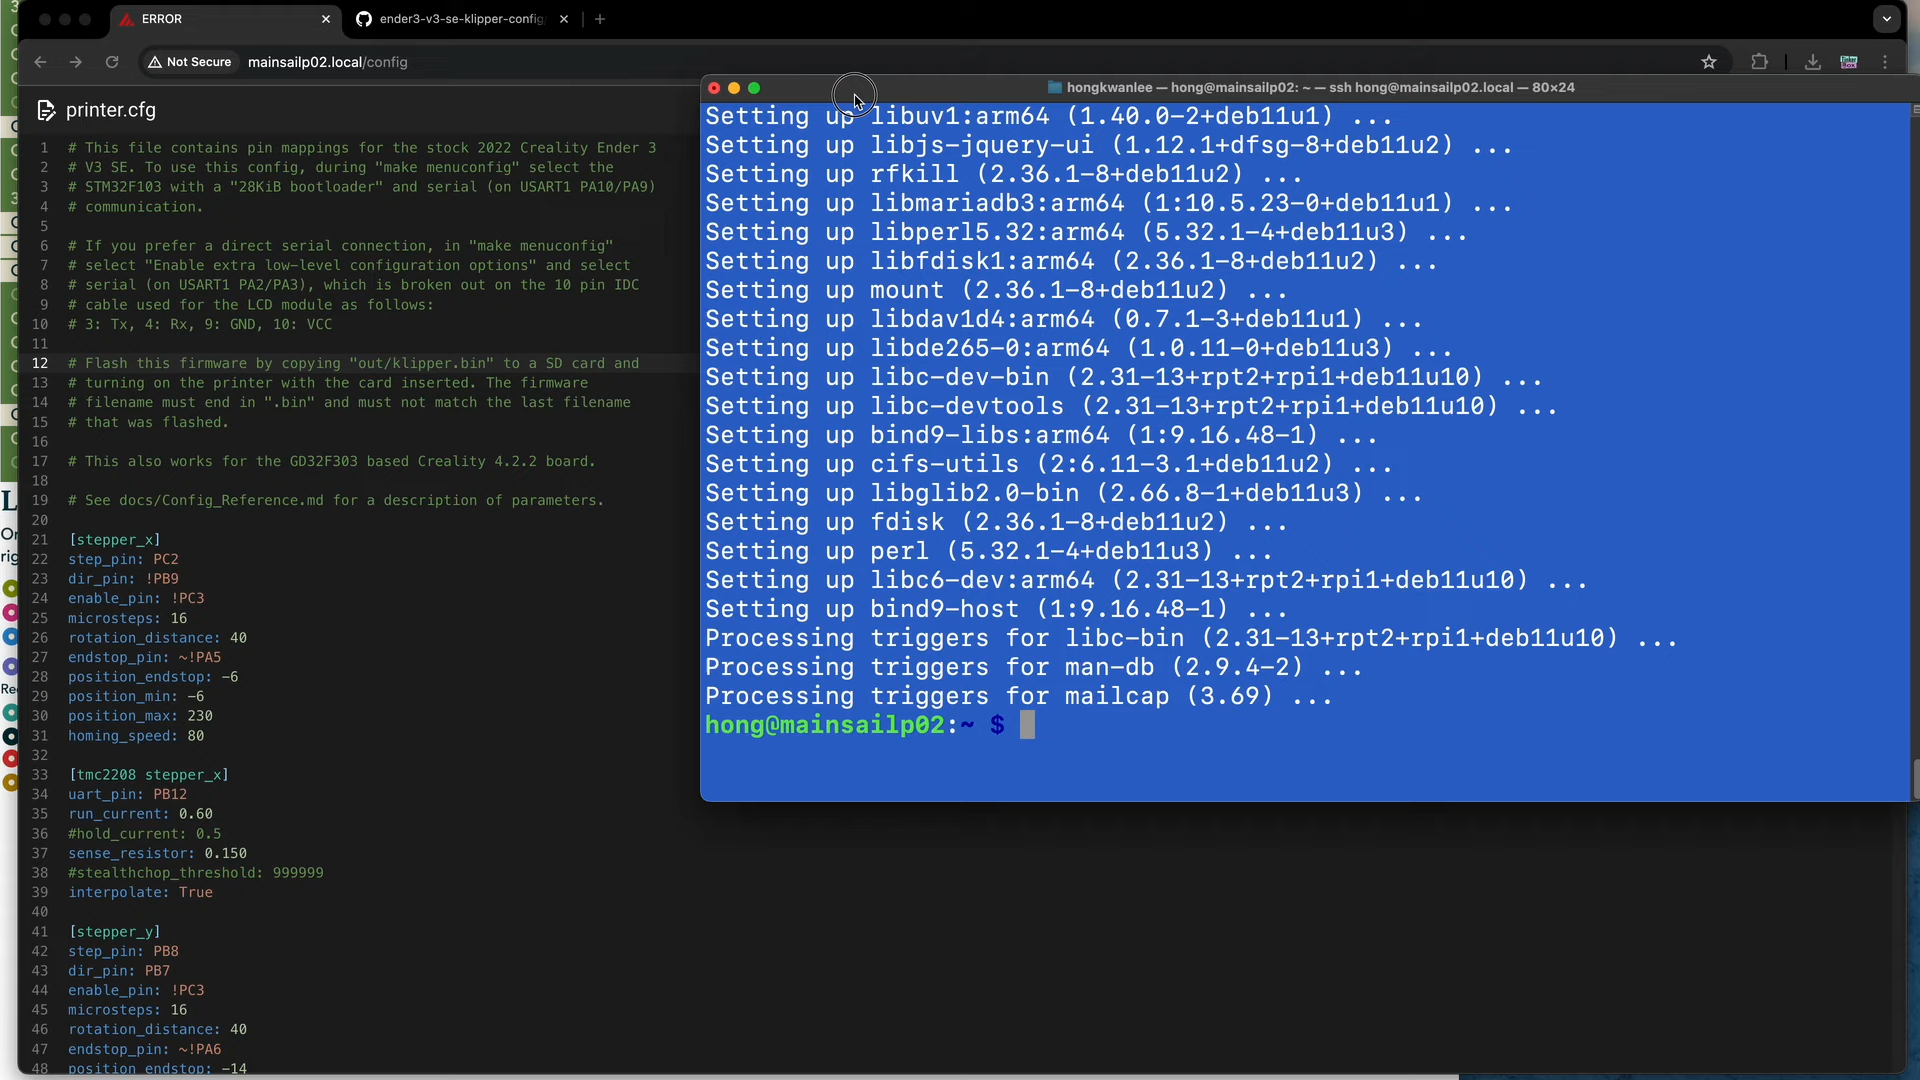 ERROR
ender3-v3-se-klipper-config
Not Secure
mainsailp02.local/config
printer.cfg
1 # This file contains pin mappings for the stock 2022 Creality Ender 3
2 # V3 SE. To use this config, during "make menuconfig" select the
3 # STM32F103 with a "28KiB bootloader" and serial (on USART1 PA10/PA9)
4 # communication.
5
6 # If you prefer a direct serial connection, in "make menuconfig"
7 # select "Enable extra low-level configuration options" and select
8 # serial (on USART1 PA2/PA3), which is broken out on the 10 pin IDC
9 # cable used for the LCD module as follows:
10 # 3: Tx, 4: Rx, 9: GND, 10: VCC
11
12 # Flash this firmware by copying "out/klipper.bin" to a SD card and
13 # turning on the printer with the card inserted. The firmware
14 # filename must end in ".bin" and must not match the last filename
15 # that was flashed.
16
17 # This also works for the GD32F303 based Creality 4.2.2 board.
18
19 # See docs/Config_Reference.md for a description of parameters.
20
21 [stepper_x]
22 step_pin: PC2
23 dir_pin: !PB9
24 enable_pin: !PC3
25 microsteps: 16
26 rotation_distance: 40
27 endstop_pin: ~!PA5
28 position_endstop: -6
29 position_min: -6
30 position_max: 230
31 homing_speed: 80
32
33 [tmc2208 stepper_x]
34 uart_pin: PB12
35 run_current: 0.60
36 #hold_current: 0.5
37 sense_resistor: 0.150
38 #stealthchop_threshold: 999999
39 interpolate: True
40
41 [stepper_y]
42 step_pin: PB8
43 dir_pin: PB7
44 enable_pin: !PC3
45 microsteps: 16
46 rotation_distance: 40
47 endstop_pin: ~!PA6
48 position_endstop: -14
hongkwanlee — hong@mainsailp02: ~ — ssh hong@mainsailp02.local — 80×24
Setting up libuv1:arm64 (1.40.0-2+deb11u1) ...
Setting up libjs-jquery-ui (1.12.1+dfsg-8+deb11u2) ...
Setting up rfkill (2.36.1-8+deb11u2) ...
Setting up libmariadb3:arm64 (1:10.5.23-0+deb11u1) ...
Setting up libperl5.32:arm64 (5.32.1-4+deb11u3) ...
Setting up libfdisk1:arm64 (2.36.1-8+deb11u2) ...
Setting up mount (2.36.1-8+deb11u2) ...
Setting up libdav1d4:arm64 (0.7.1-3+deb11u1) ...
Setting up libde265-0:arm64 (1.0.11-0+deb11u3) ...
Setting up libc-dev-bin (2.31-13+rpt2+rpi1+deb11u10) ...
Setting up libc-devtools (2.31-13+rpt2+rpi1+deb11u10) ...
Setting up bind9-libs:arm64 (1:9.16.48-1) ...
Setting up cifs-utils (2:6.11-3.1+deb11u2) ...
Setting up libglib2.0-bin (2.66.8-1+deb11u3) ...
Setting up fdisk (2.36.1-8+deb11u2) ...
Setting up perl (5.32.1-4+deb11u3) ...
Setting up libc6-dev:arm64 (2.31-13+rpt2+rpi1+deb11u10) ...
Setting up bind9-host (1:9.16.48-1) ...
Processing triggers for libc-bin (2.31-13+rpt2+rpi1+deb11u10) ...
Processing triggers for man-db (2.9.4-2) ...
Processing triggers for mailcap (3.69) ...
hong@mainsailp02:~ $